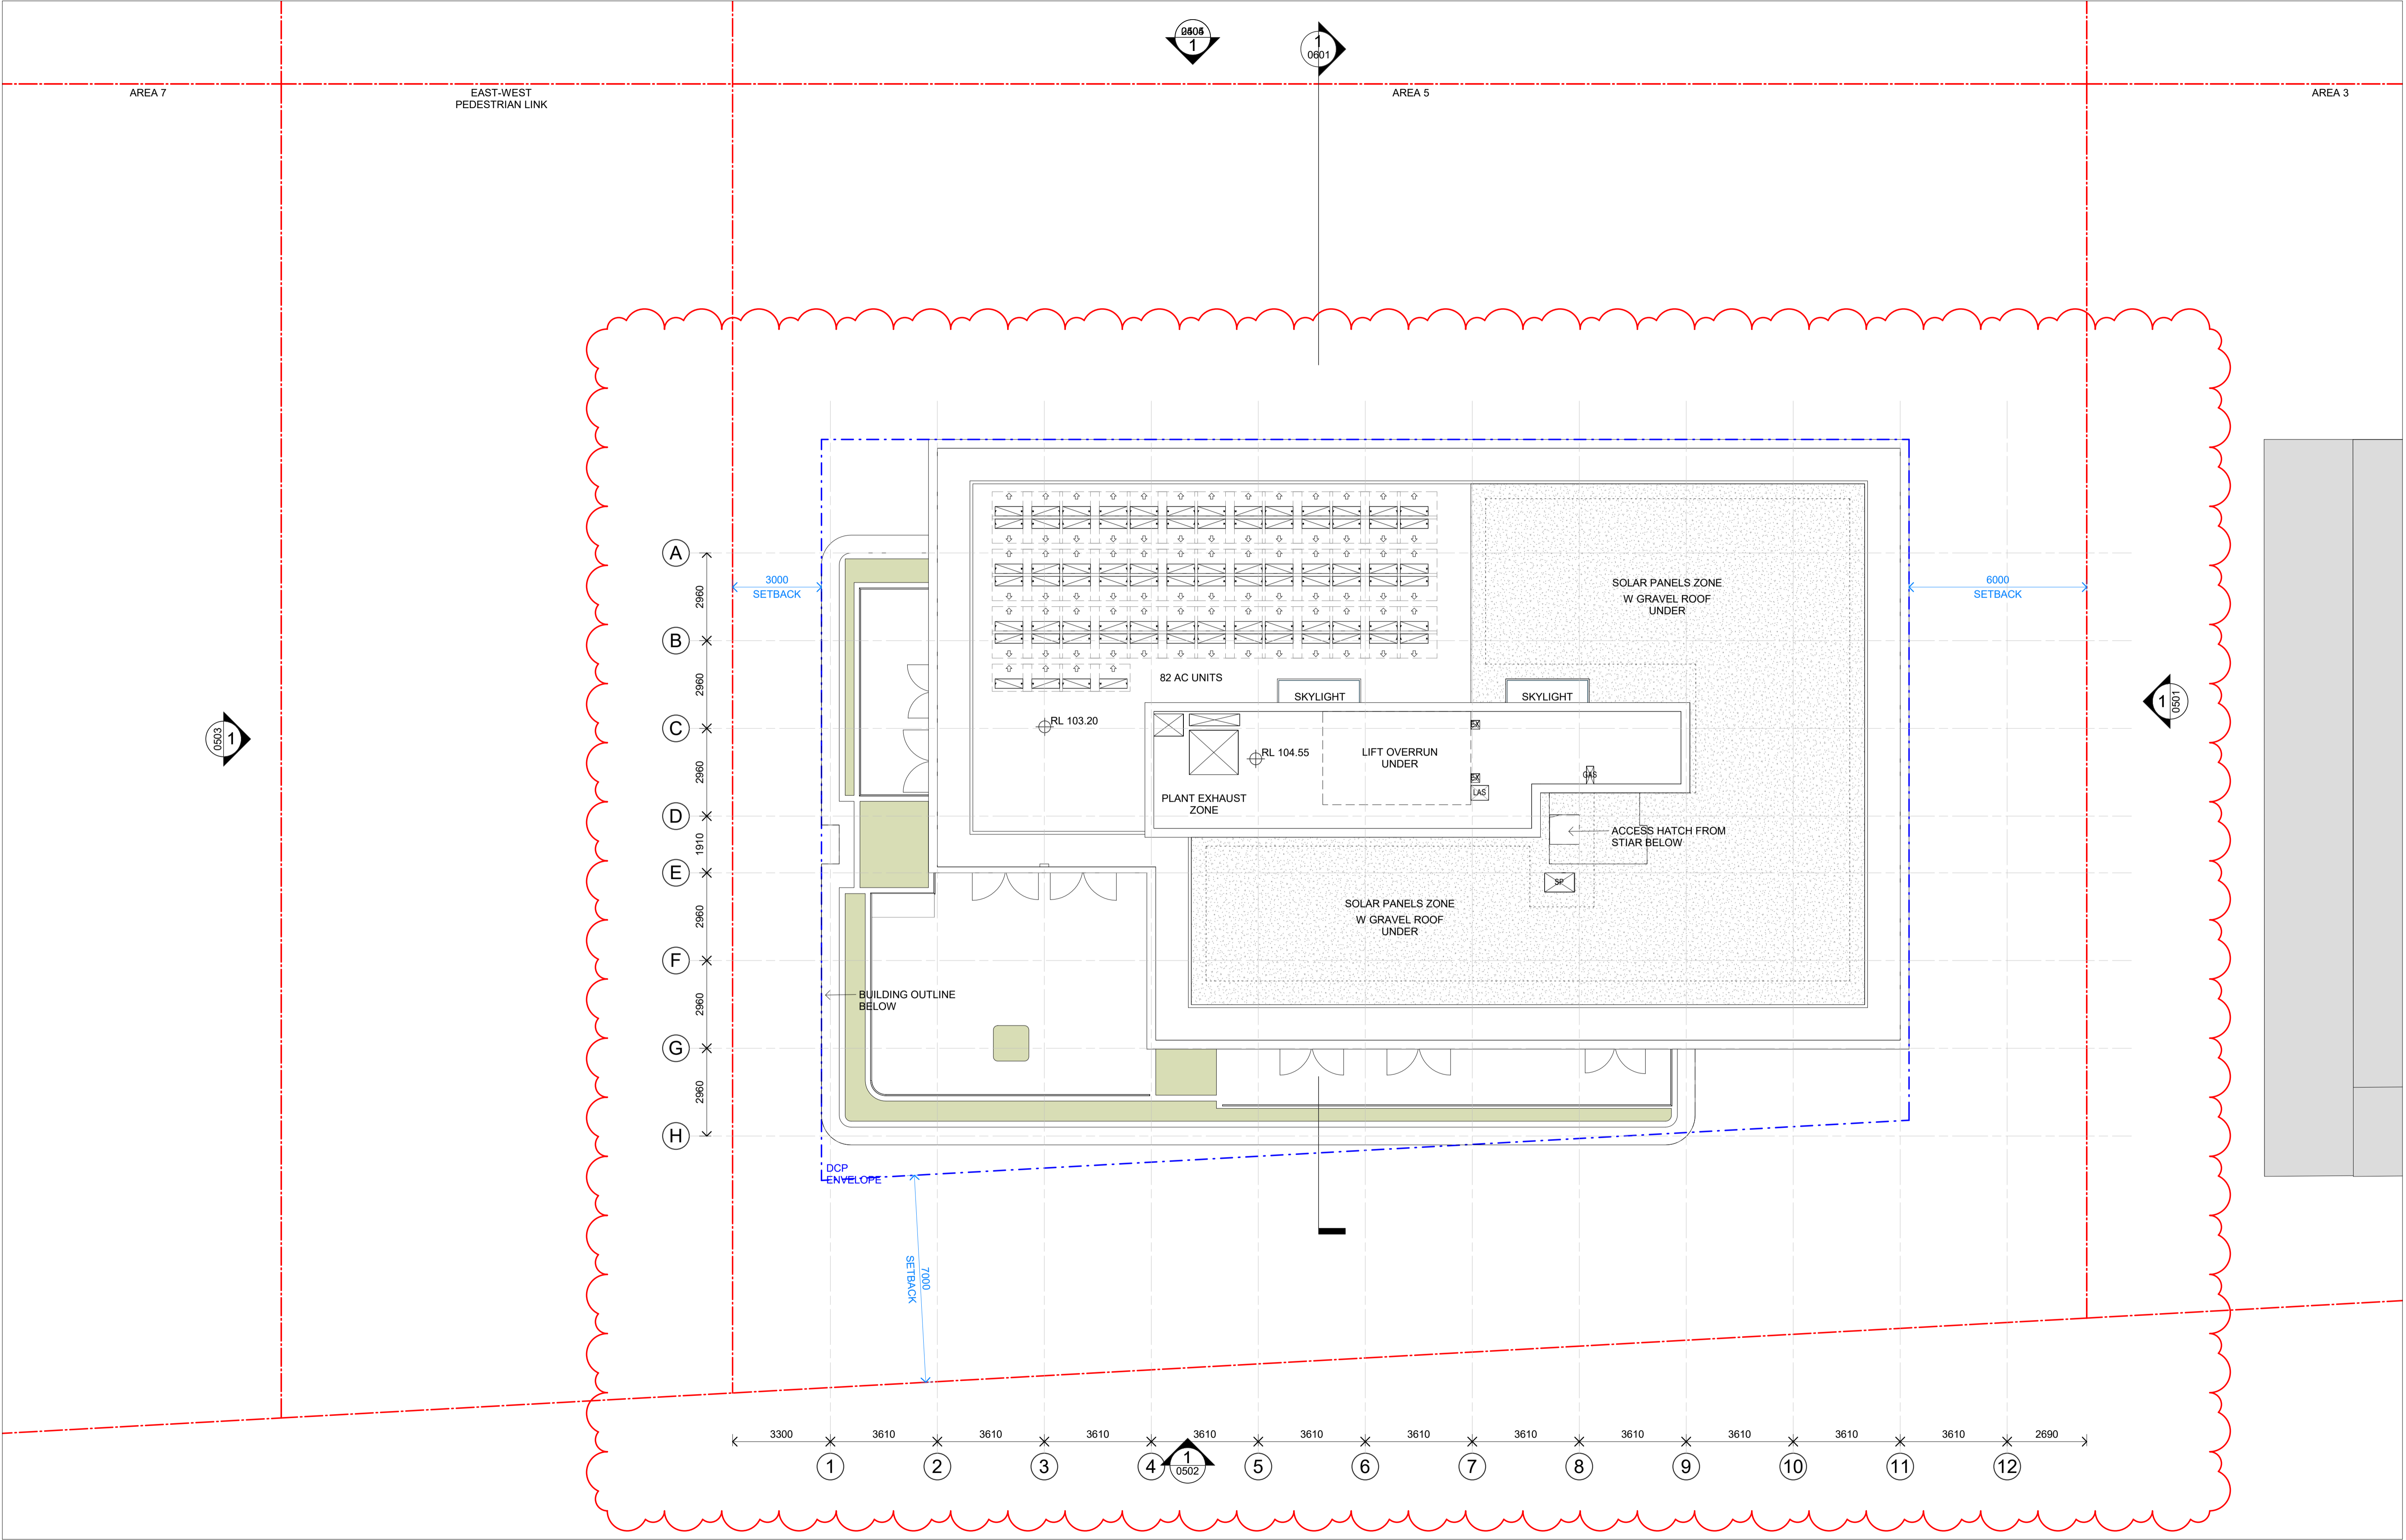 1
1
0601
AREA 7
EAST-WEST
PEDESTRIAN LINK
AREA 5
AREA 3
A
B
C
D
E
F
G
H
2960
2960
2960
1910
2960
2960
2960
3000
SETBACK
6000
SETBACK
SOLAR PANELS ZONE
W GRAVEL ROOF
UNDER
82 AC UNITS
SKYLIGHT
SKYLIGHT
RL 103.20
RL 104.55
LIFT OVERRUN
UNDER
GAS
LAS
PLANT EXHAUST
ZONE
ACCESS HATCH FROM
STIAR BELOW
SP
SOLAR PANELS ZONE
W GRAVEL ROOF
UNDER
BUILDING OUTLINE
BELOW
0503
1
1
0501
DCP
ENVELOPE
7000
SETBACK
3300
3610
3610
3610
3610
3610
3610
3610
3610
3610
3610
3610
2690
1
2
3
4
5
6
7
8
9
10
11
12
1
0502